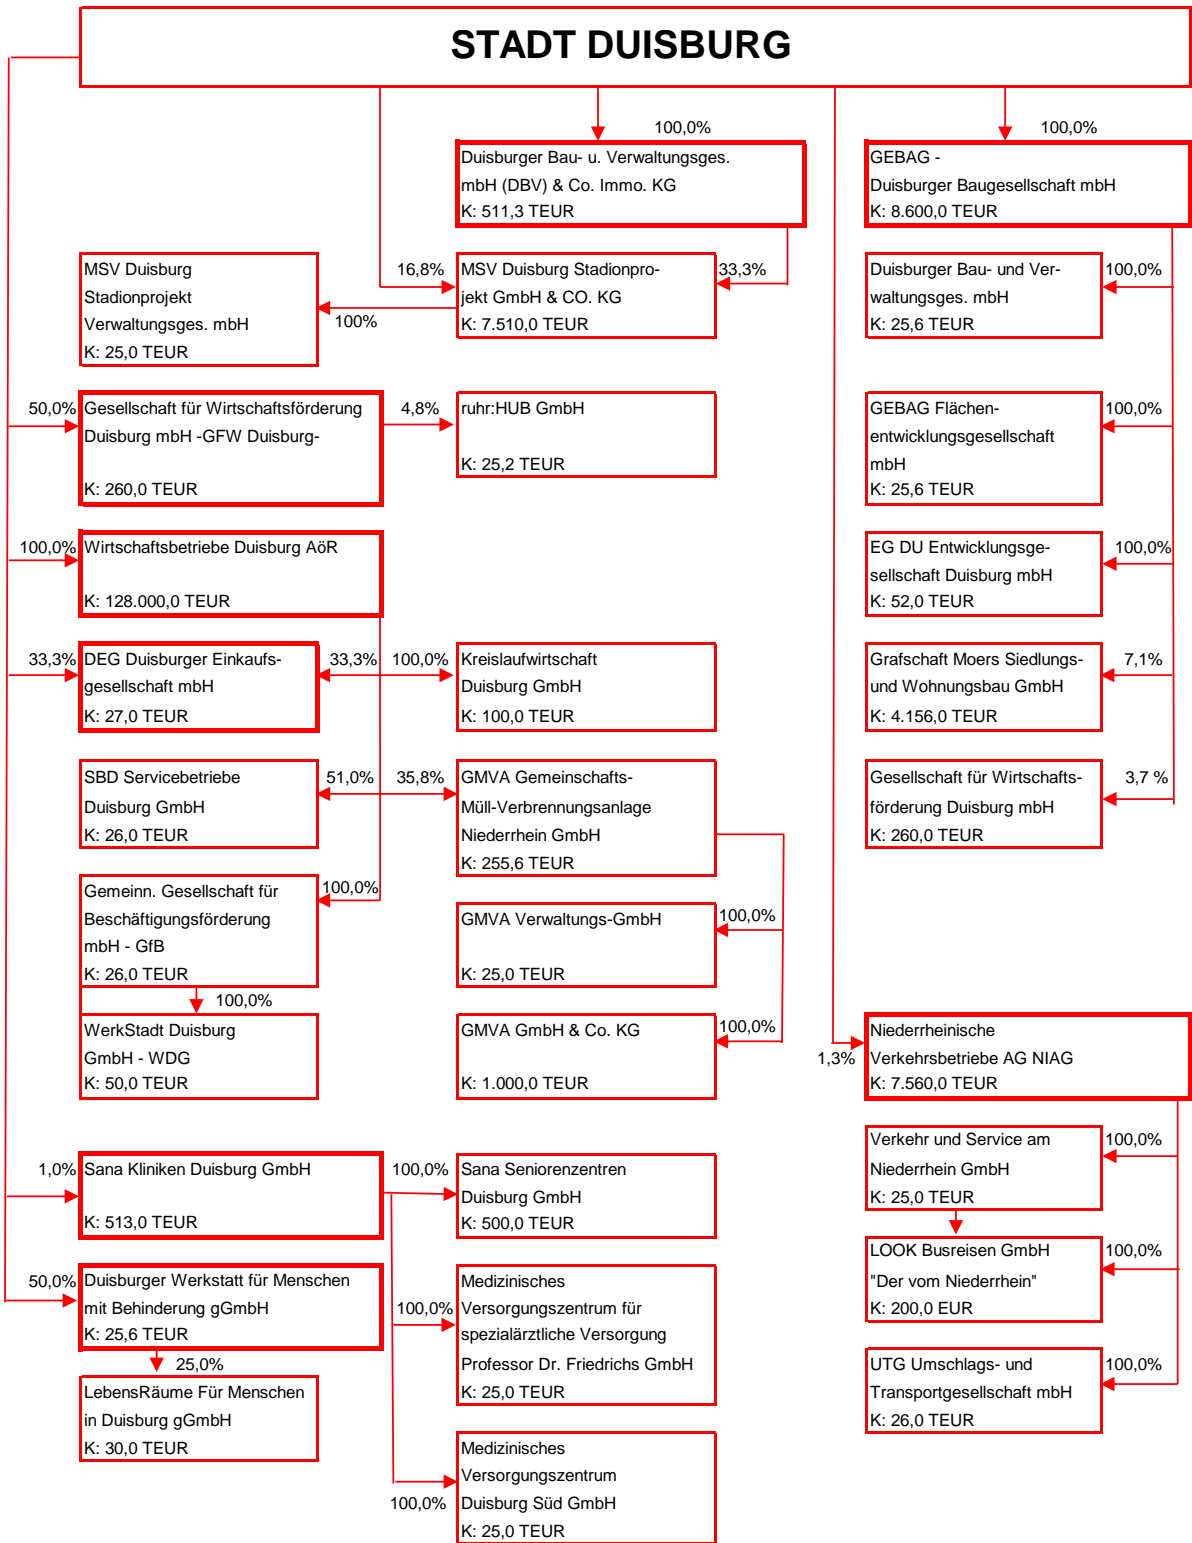 STADT DUISBURG
100,0%
Duisburger Bau- u. Verwaltungsges.
mbH (DBV) & Co. Immo. KG
K: 511,3 TEUR
100,0%
GEBAG -
Duisburger Baugesellschaft mbH
K: 8.600,0 TEUR
MSV Duisburg
Stadionprojekt
Verwaltungsges. mbH
K: 25,0 TEUR
16,8%
100%
MSV Duisburg Stadionpro-
jekt GmbH & CO. KG
K: 7.510,0 TEUR
33,3%
Duisburger Bau- und Ver-
waltungsges. mbH
K: 25,6 TEUR
100,0%
50,0%
Gesellschaft für Wirtschaftsförderung
Duisburg mbH -GFW Duisburg-
K: 260,0 TEUR
4,8%
ruhr:HUB GmbH
K: 25,2 TEUR
GEBAG Flächen-
entwicklungsgesellschaft
mbH
K: 25,6 TEUR
100,0%
100,0%
Wirtschaftsbetriebe Duisburg AöR
K: 128.000,0 TEUR
EG DU Entwicklungsge-
sellschaft Duisburg mbH
K: 52,0 TEUR
100,0%
33,3%
DEG Duisburger Einkaufs-
gesellschaft mbH
K: 27,0 TEUR
33,3%
100,0%
Kreislaufwirtschaft
Duisburg GmbH
K: 100,0 TEUR
Grafschaft Moers Siedlungs-
und Wohnungsbau GmbH
K: 4.156,0 TEUR
7,1%
SBD Servicebetriebe
Duisburg GmbH
K: 26,0 TEUR
51,0%
35,8%
GMVA Gemeinschafts-
Müll-Verbrennungsanlage
Niederrhein GmbH
K: 255,6 TEUR
Gesellschaft für Wirtschafts-
förderung Duisburg mbH
K: 260,0 TEUR
3,7 %
Gemeinn. Gesellschaft für
Beschäftigungsförderung
mbH - GfB
K: 26,0 TEUR
100,0%
GMVA Verwaltungs-GmbH
K: 25,0 TEUR
100,0%
100,0%
WerkStadt Duisburg
GmbH - WDG
K: 50,0 TEUR
GMVA GmbH & Co. KG
K: 1.000,0 TEUR
100,0%
1,3%
Niederrheinische
Verkehrsbetriebe AG NIAG
K: 7.560,0 TEUR
1,0%
Sana Kliniken Duisburg GmbH
K: 513,0 TEUR
100,0%
Sana Seniorenzentren
Duisburg GmbH
K: 500,0 TEUR
Verkehr und Service am
Niederrhein GmbH
K: 25,0 TEUR
100,0%
50,0%
Duisburger Werkstatt für Menschen
mit Behinderung gGmbH
K: 25,6 TEUR
100,0%
Medizinisches
Versorgungszentrum für
spezialärztliche Versorgung
Professor Dr. Friedrichs GmbH
K: 25,0 TEUR
LOOK Busreisen GmbH
"Der vom Niederrhein"
K: 200,0 EUR
100,0%
25,0%
LebensRäume Für Menschen
in Duisburg gGmbH
K: 30,0 TEUR
UTG Umschlags- und
Transportgesellschaft mbH
K: 26,0 TEUR
100,0%
100,0%
Medizinisches
Versorgungszentrum
Duisburg Süd GmbH
K: 25,0 TEUR